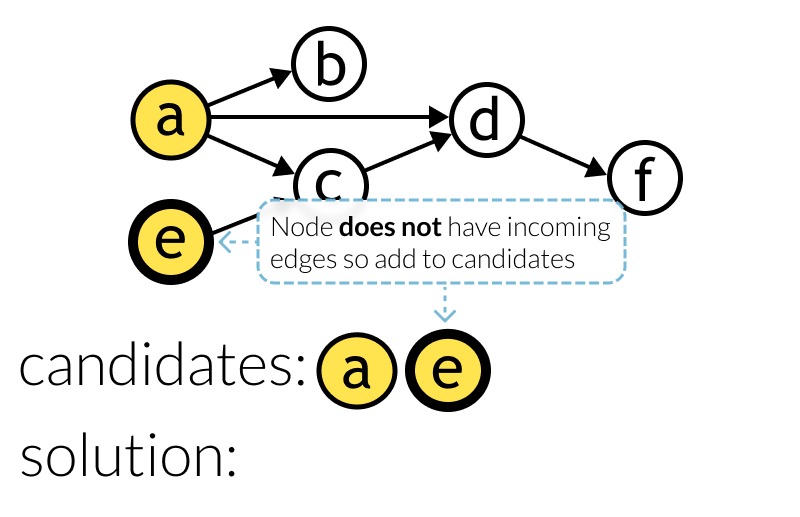 b
a
d
c
f
e
Node does not have incoming
edges so add to candidates
candidates: a e
solution: